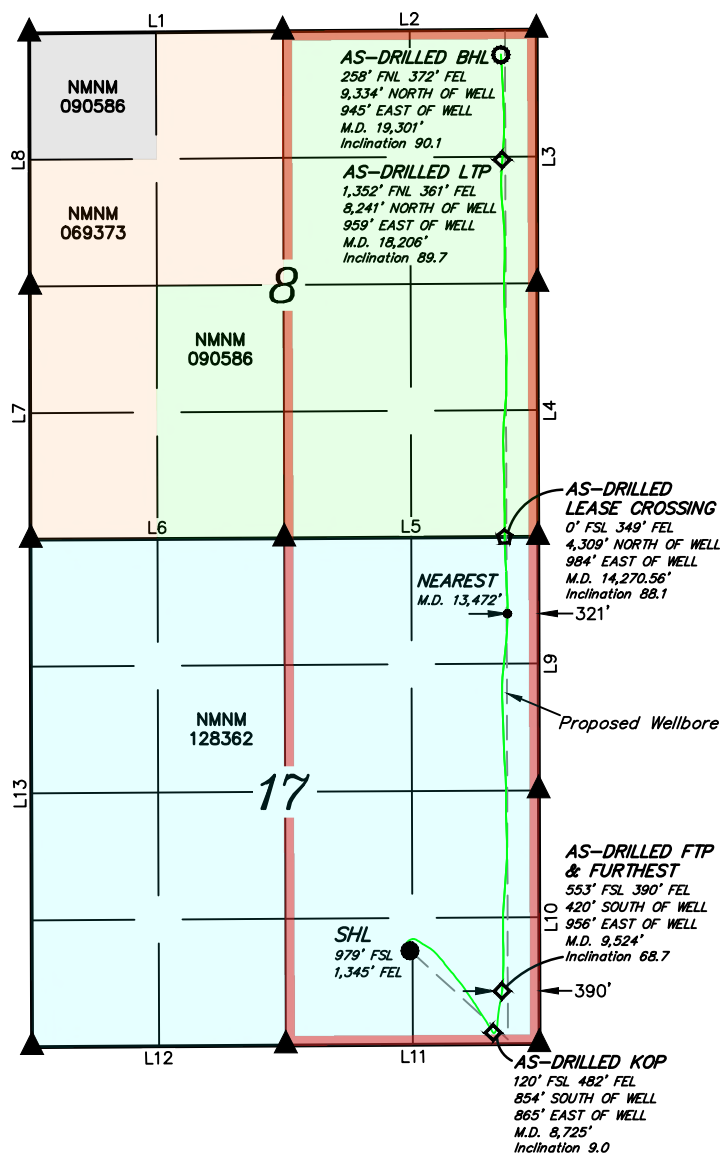 L1
L2
NMNM
090586
AS-DRILLED BHL
258' FNL 372' FEL
9,334' NORTH OF WELL
945' EAST OF WELL
M.D. 19,301'
Inclination 90.1
L8
L3
AS-DRILLED LTP
1,352' FNL 361' FEL
8,241' NORTH OF WELL
959' EAST OF WELL
M.D. 18,206'
Inclination 89.7
NMNM
069373
8
NMNM
090586
L7
L4
AS-DRILLED
LEASE CROSSING
0' FSL 349' FEL
4,309' NORTH OF WELL
984' EAST OF WELL
M.D. 14,270.56'
Inclination 88.1
L6
L5
NEAREST
M.D. 13,472'
321'
L9
NMNM
128362
Proposed Wellbore
L13
17
AS-DRILLED FTP
& FURTHEST
553' FSL 390' FEL
420' SOUTH OF WELL
956' EAST OF WELL
M.D. 9,524'
Inclination 68.7
L10
SHL
979' FSL
1,345' FEL
390'
L12
L11
AS-DRILLED KOP
120' FSL 482' FEL
854' SOUTH OF WELL
865' EAST OF WELL
M.D. 8,725'
Inclination 9.0